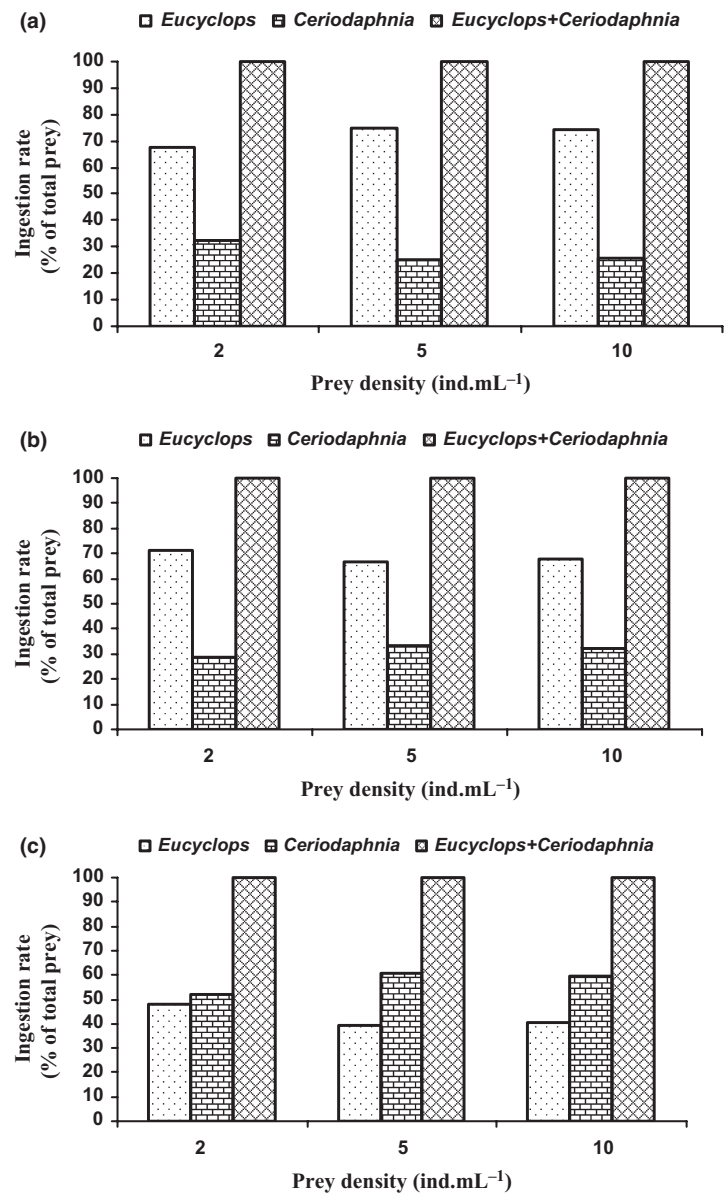 (a)
Eucyclops Ceriodaphnia Eucyclops+Ceriodaphnia
Ingestion rate
(% of total prey)
100
90
80
70
60
50
40
30
20
10
0
2 5 10
Prey density (ind.mL⁻¹)
(b)
Eucyclops Ceriodaphnia Eucyclops+Ceriodaphnia
Ingestion rate
(% of total prey)
100
90
80
70
60
50
40
30
20
10
0
2 5 10
Prey density (ind.mL⁻¹)
(c)
Eucyclops Ceriodaphnia Eucyclops+Ceriodaphnia
Ingestion rate
(% of total prey)
100
90
80
70
60
50
40
30
20
10
0
2 5 10
Prey density (ind.mL⁻¹)